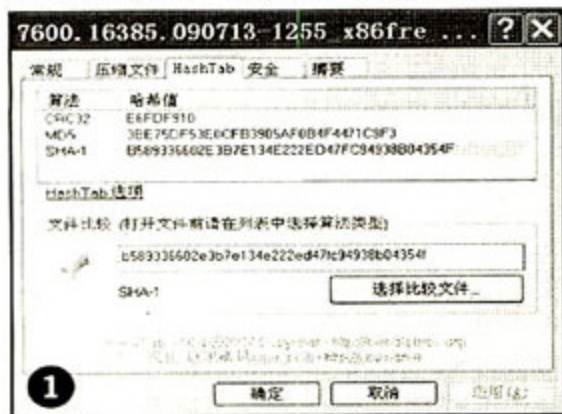 7600.16385.090713-1255_x86fre ... ? X
常规 压缩文件 HashTab 安全 摘要
算法 哈希值
CRC32 E6FDF910
MD5
SHA-1 B589336602E3B7E134E222ED47FC94938B04354F
HashTab 选项
文件比较 (打开文件前请在列表中选择算法类型)
b589336602e3b7e134e222ed47fc94938b04354f
SHA-1 选择比较文件...
1
确定 取消 应用(A)